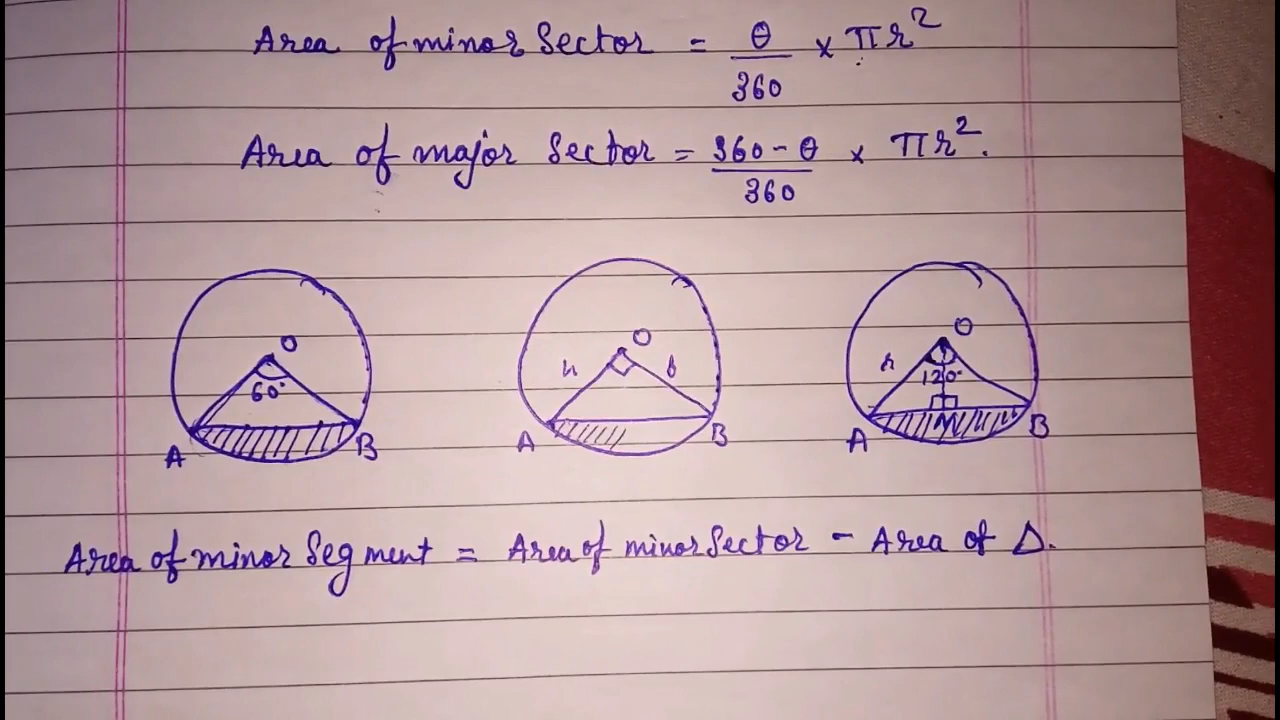 Area of minor Sector = θ/360 × πr²
Area of major Sector = 360-θ/360 × πr².
O
60°
A B
O
r b
A B
O
r
120°
A M B
Area of minor Segment = Area of minor Sector - Area of Δ.